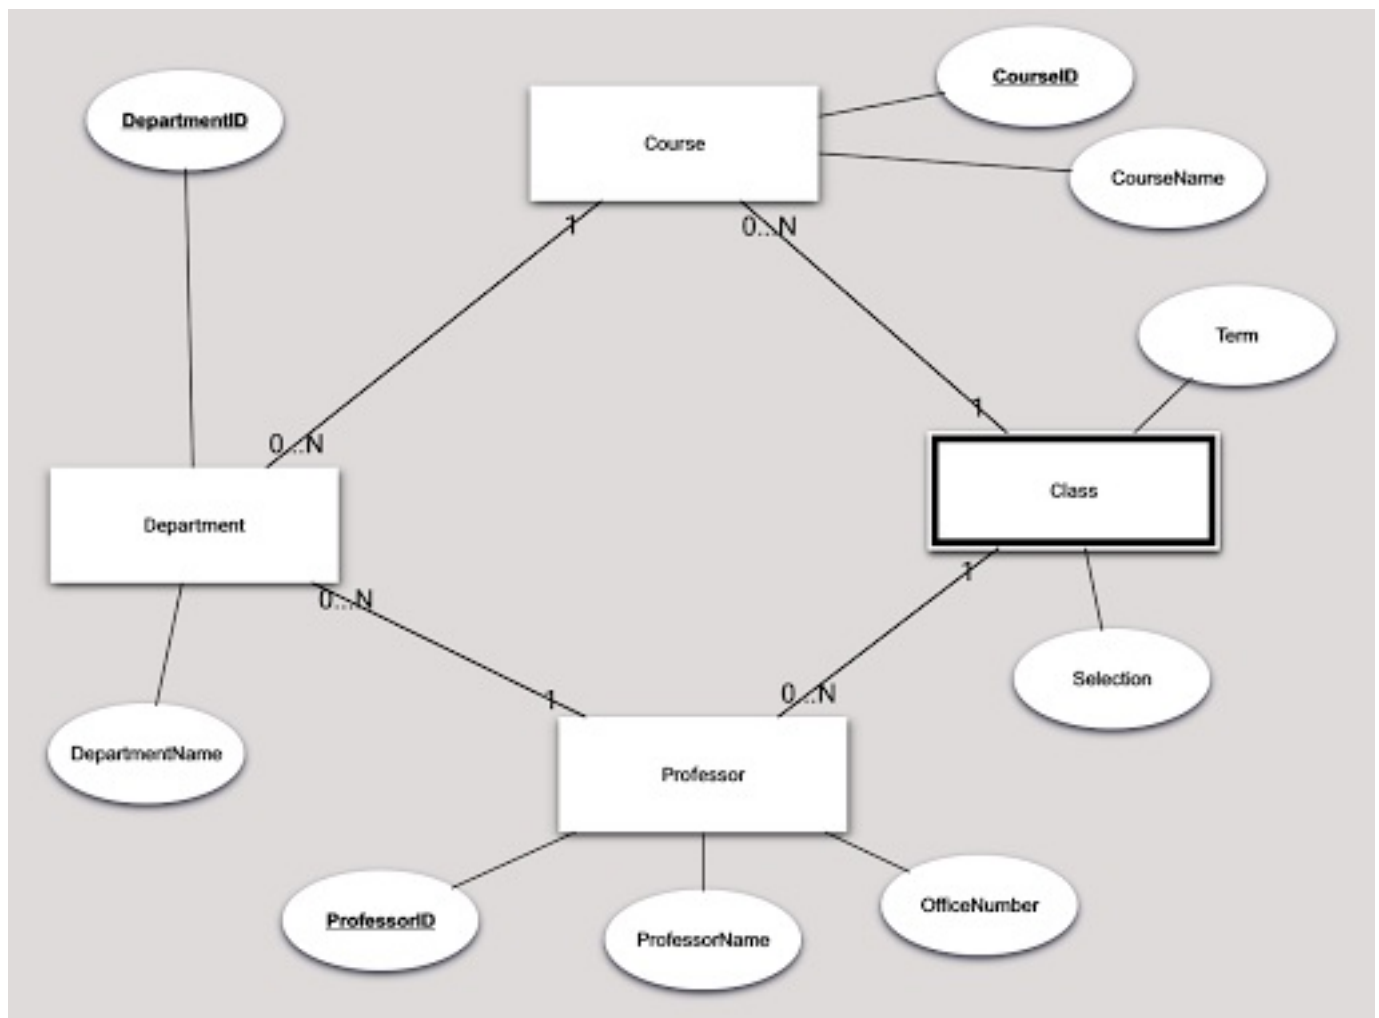 CourseID
DepartmentID
Course
CourseName
1
0...N
Term
1
0...N
Class
Department
1
0...N
Selection
0...N
1
DepartmentName
Professor
OfficeNumber
ProfessorID
ProfessorName